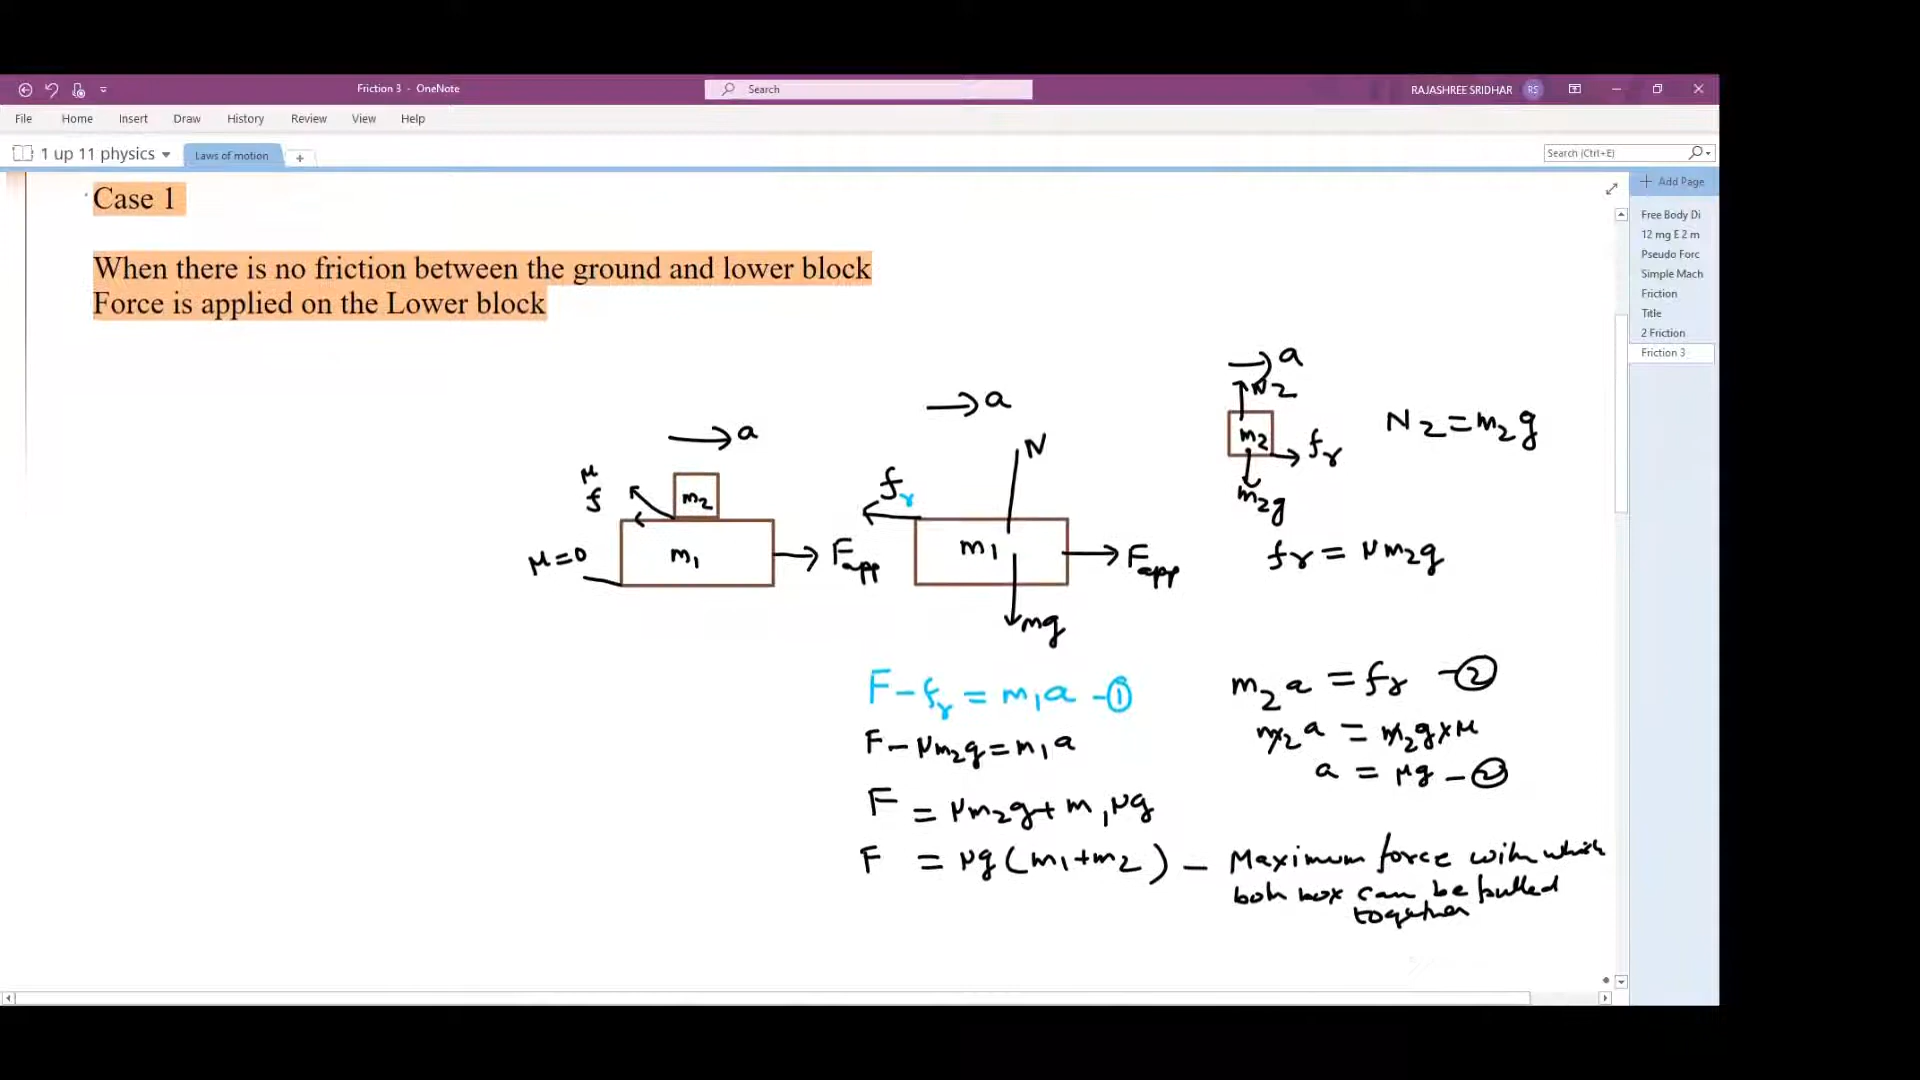 Friction 3 - OneNote
Search
RAJASHREE SRIDHAR
RS
File Home Insert Draw History Review View Help
1 up 11 physics
Laws of motion
Search (Ctrl+E)
Add Page
Free Body Di
12 mg E 2 m
Pseudo Forc
Simple Mach
Friction
Title
2 Friction
Friction 3
Case 1
When there is no friction between the ground and lower block
Force is applied on the Lower block
→ a
μ
f
m₂
m₁
μ=0
F app
→ a
N
fr
m₁
F app
mg
→ a
N2
m₂
fr
m₂g
N₂ = m₂g
fr = μm₂g
F - fr = m₁a - ①
F - μm₂g = m₁a
F = μm₂g + m₁μg
F = μg (m₁+m₂) - Maximum force with which
both box can be pulled
together
m₂a = fr - ②
m₂a = m₂g×μ
a = μg - ②